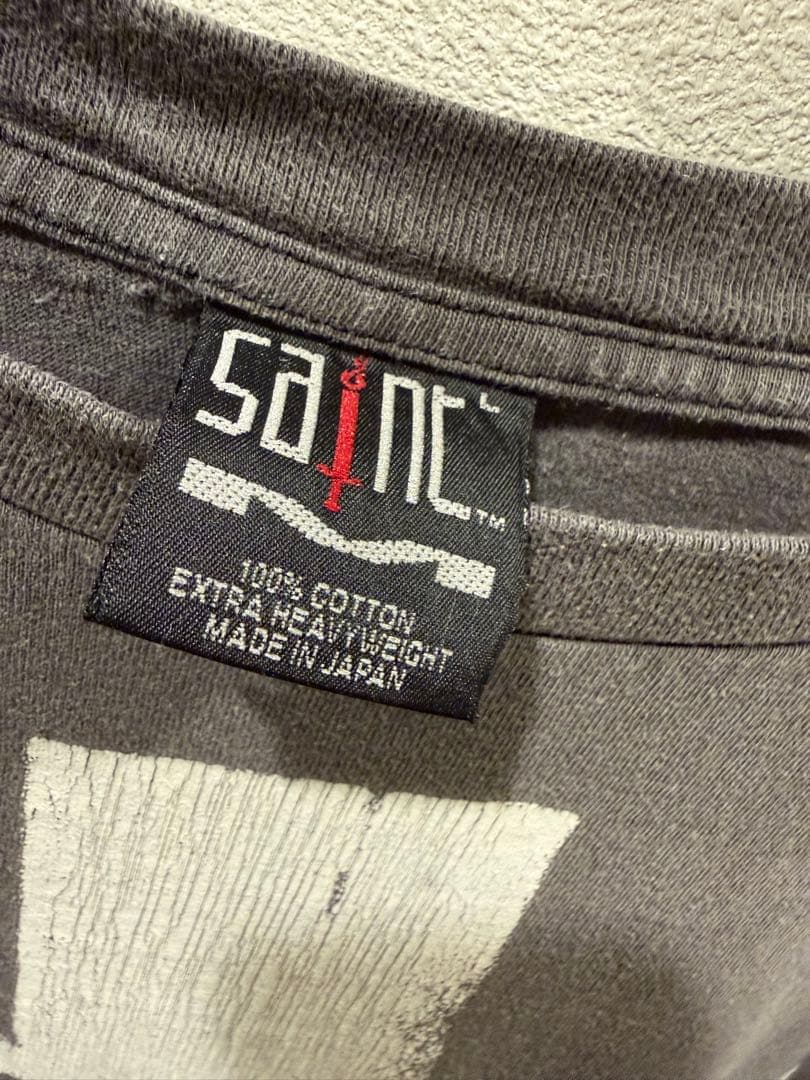 saint
TM
100% COTTON
EXTRA HEAVYWEIGHT
MADE IN JAPAN